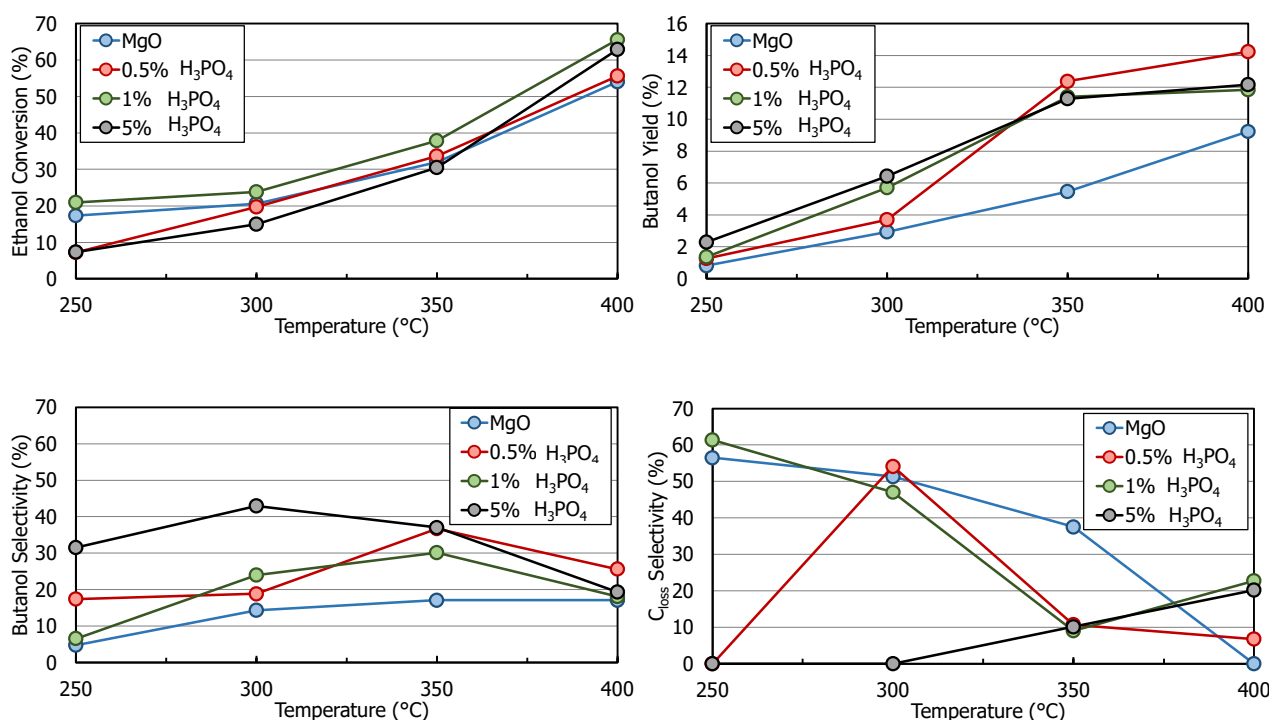 Ethanol Conversion (%)
70
60
50
40
30
20
10
0
MgO
0.5% H₃PO₄
1% H₃PO₄
5% H₃PO₄
250 300 350 400
Temperature (°C)
Butanol Yield (%)
16
14
12
10
8
6
4
2
0
MgO
0.5% H₃PO₄
1% H₃PO₄
5% H₃PO₄
250 300 350 400
Temperature (°C)
Butanol Selectivity (%)
70
60
50
40
30
20
10
0
MgO
0.5% H₃PO₄
1% H₃PO₄
5% H₃PO₄
250 300 350 400
Temperature (°C)
C_loss Selectivity (%)
70
60
50
40
30
20
10
0
MgO
0.5% H₃PO₄
1% H₃PO₄
5% H₃PO₄
250 300 350 400
Temperature (°C)